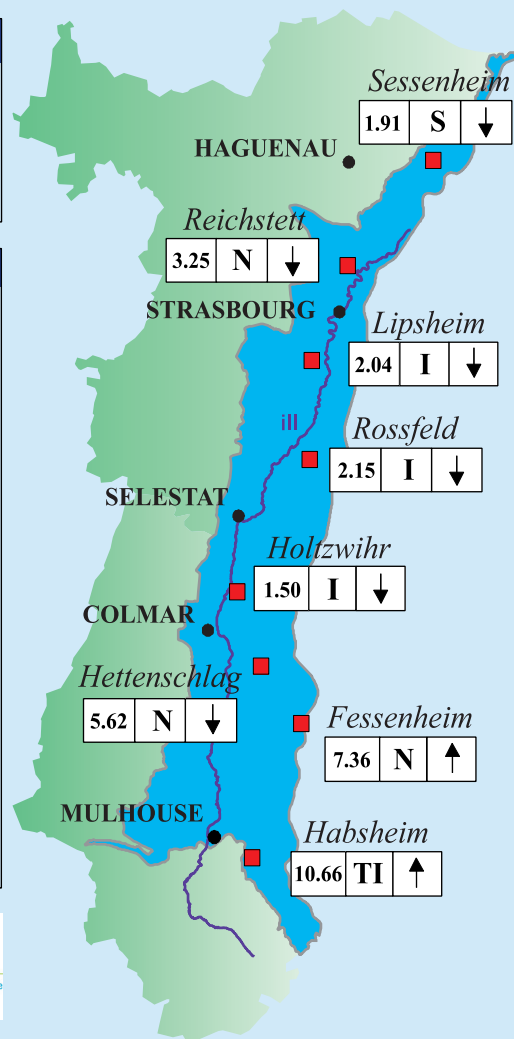 Sessenheim
1.91 S ↓
HAGUENAU
Reichstett
3.25 N ↓
STRASBOURG
Lipsheim
2.04 I ↓
ill
Rossfeld
2.15 I ↓
SELESTAT
Holtzwihr
1.50 I ↓
COLMAR
Hettenschlag
5.62 N ↓
Fessenheim
7.36 N ↑
MULHOUSE
Habsheim
10.66 TI ↑
e